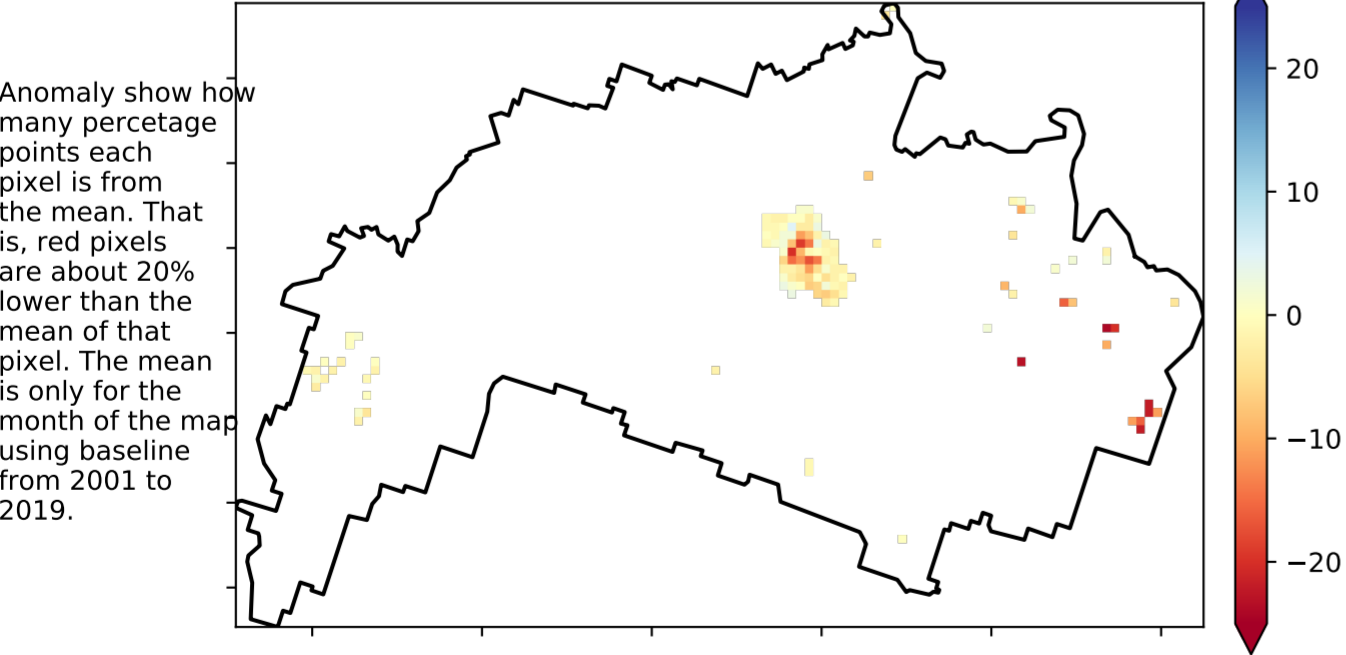 Anomaly show how
many percetage
points each
pixel is from
the mean. That
is, red pixels
are about 20%
lower than the
mean of that
pixel. The mean
is only for the
month of the map
using baseline
from 2001 to
2019.
20
10
0
−10
−20